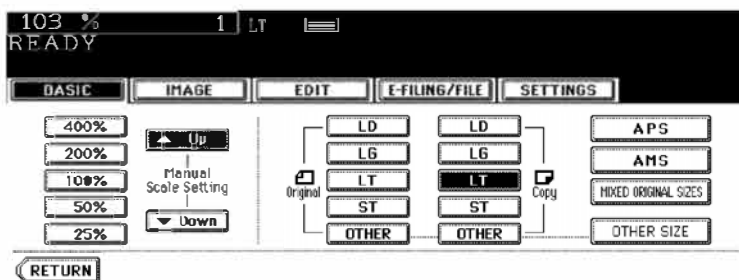 103 % 1 LT
READY
BASIC IMAGE EDIT E-FILING/FILE SETTINGS
400% Up LD LD APS
200% LG LG AMS
100% Manual Scale Setting Original LT LT Copy MIXED ORIGINAL SIZES
50% ST ST
25% Down OTHER OTHER OTHER SIZE
RETURN